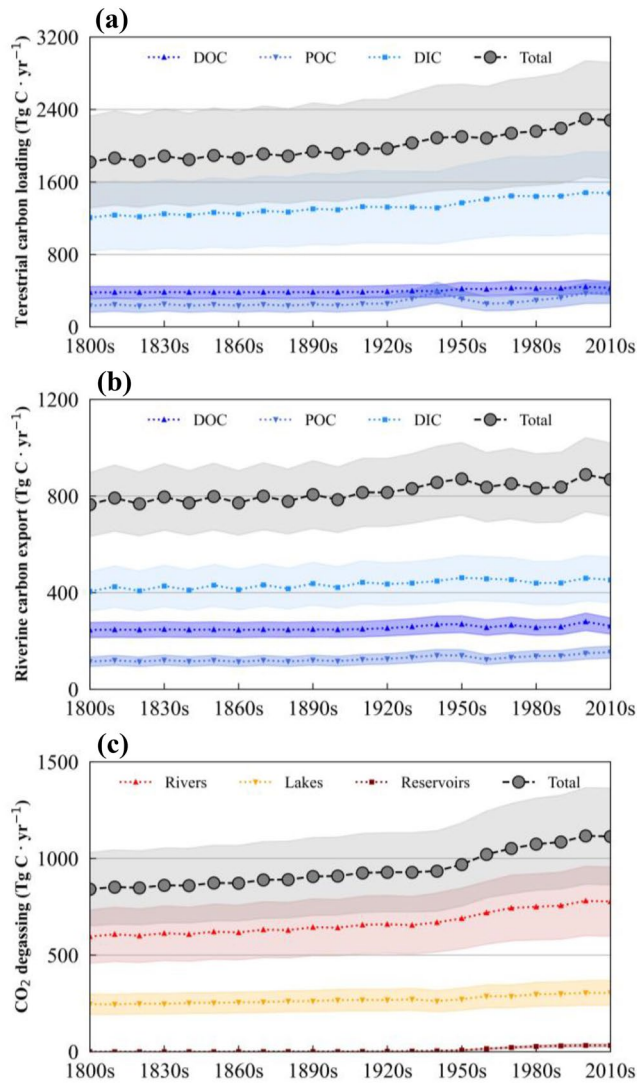 (a)
Terestrial carbon loading (Tg C · yr⁻¹)
3200
2400
1600
800
0
DOC POC DIC Total
1800s 1830s 1860s 1890s 1920s 1950s 1980s 2010s
(b)
Riverine carbon export (Tg C · yr⁻¹)
1200
800
400
0
DOC POC DIC Total
1800s 1830s 1860s 1890s 1920s 1950s 1980s 2010s
(c)
CO₂ degassing (Tg C · yr⁻¹)
1500
1000
500
0
Rivers Lakes Reservoirs Total
1800s 1830s 1860s 1890s 1920s 1950s 1980s 2010s